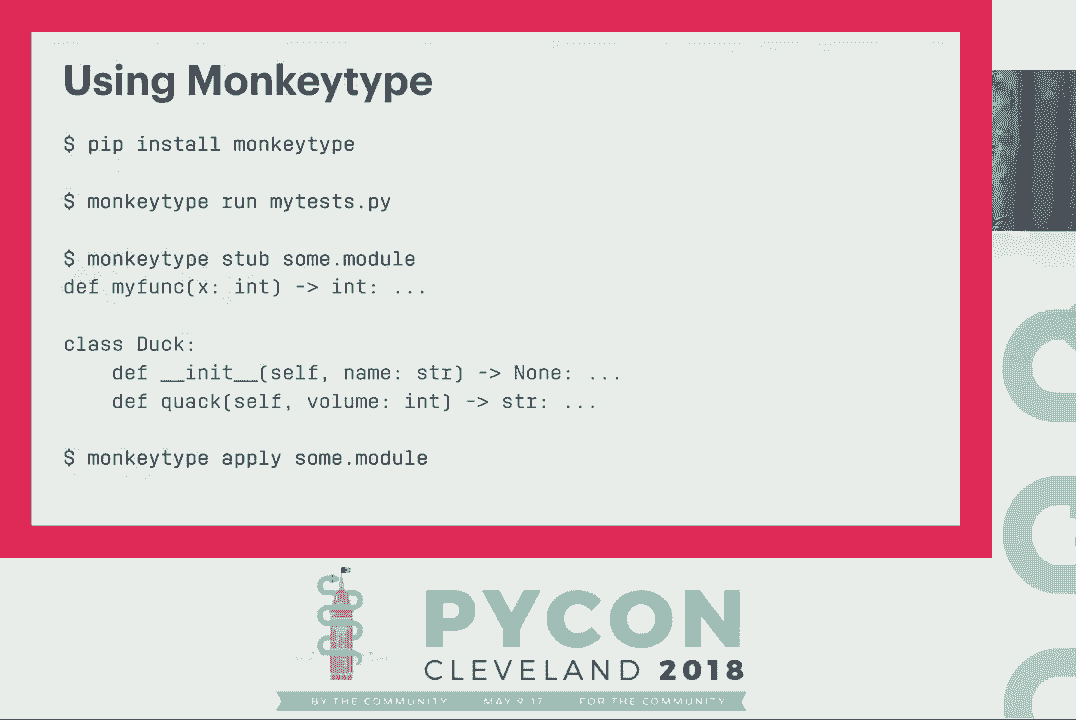 Using Monkeytype
$ pip install monkeytype
$ monkeytype run mytests.py
$ monkeytype stub some.module
def myfunc(x: int) -> int: ...
class Duck:
    def __init__(self, name: str) -> None: ...
    def quack(self, volume: int) -> str: ...
$ monkeytype apply some.module
PYCON
CLEVELAND 2018
BY THE COMMUNITY MAY 9-17 FOR THE COMMUNITY